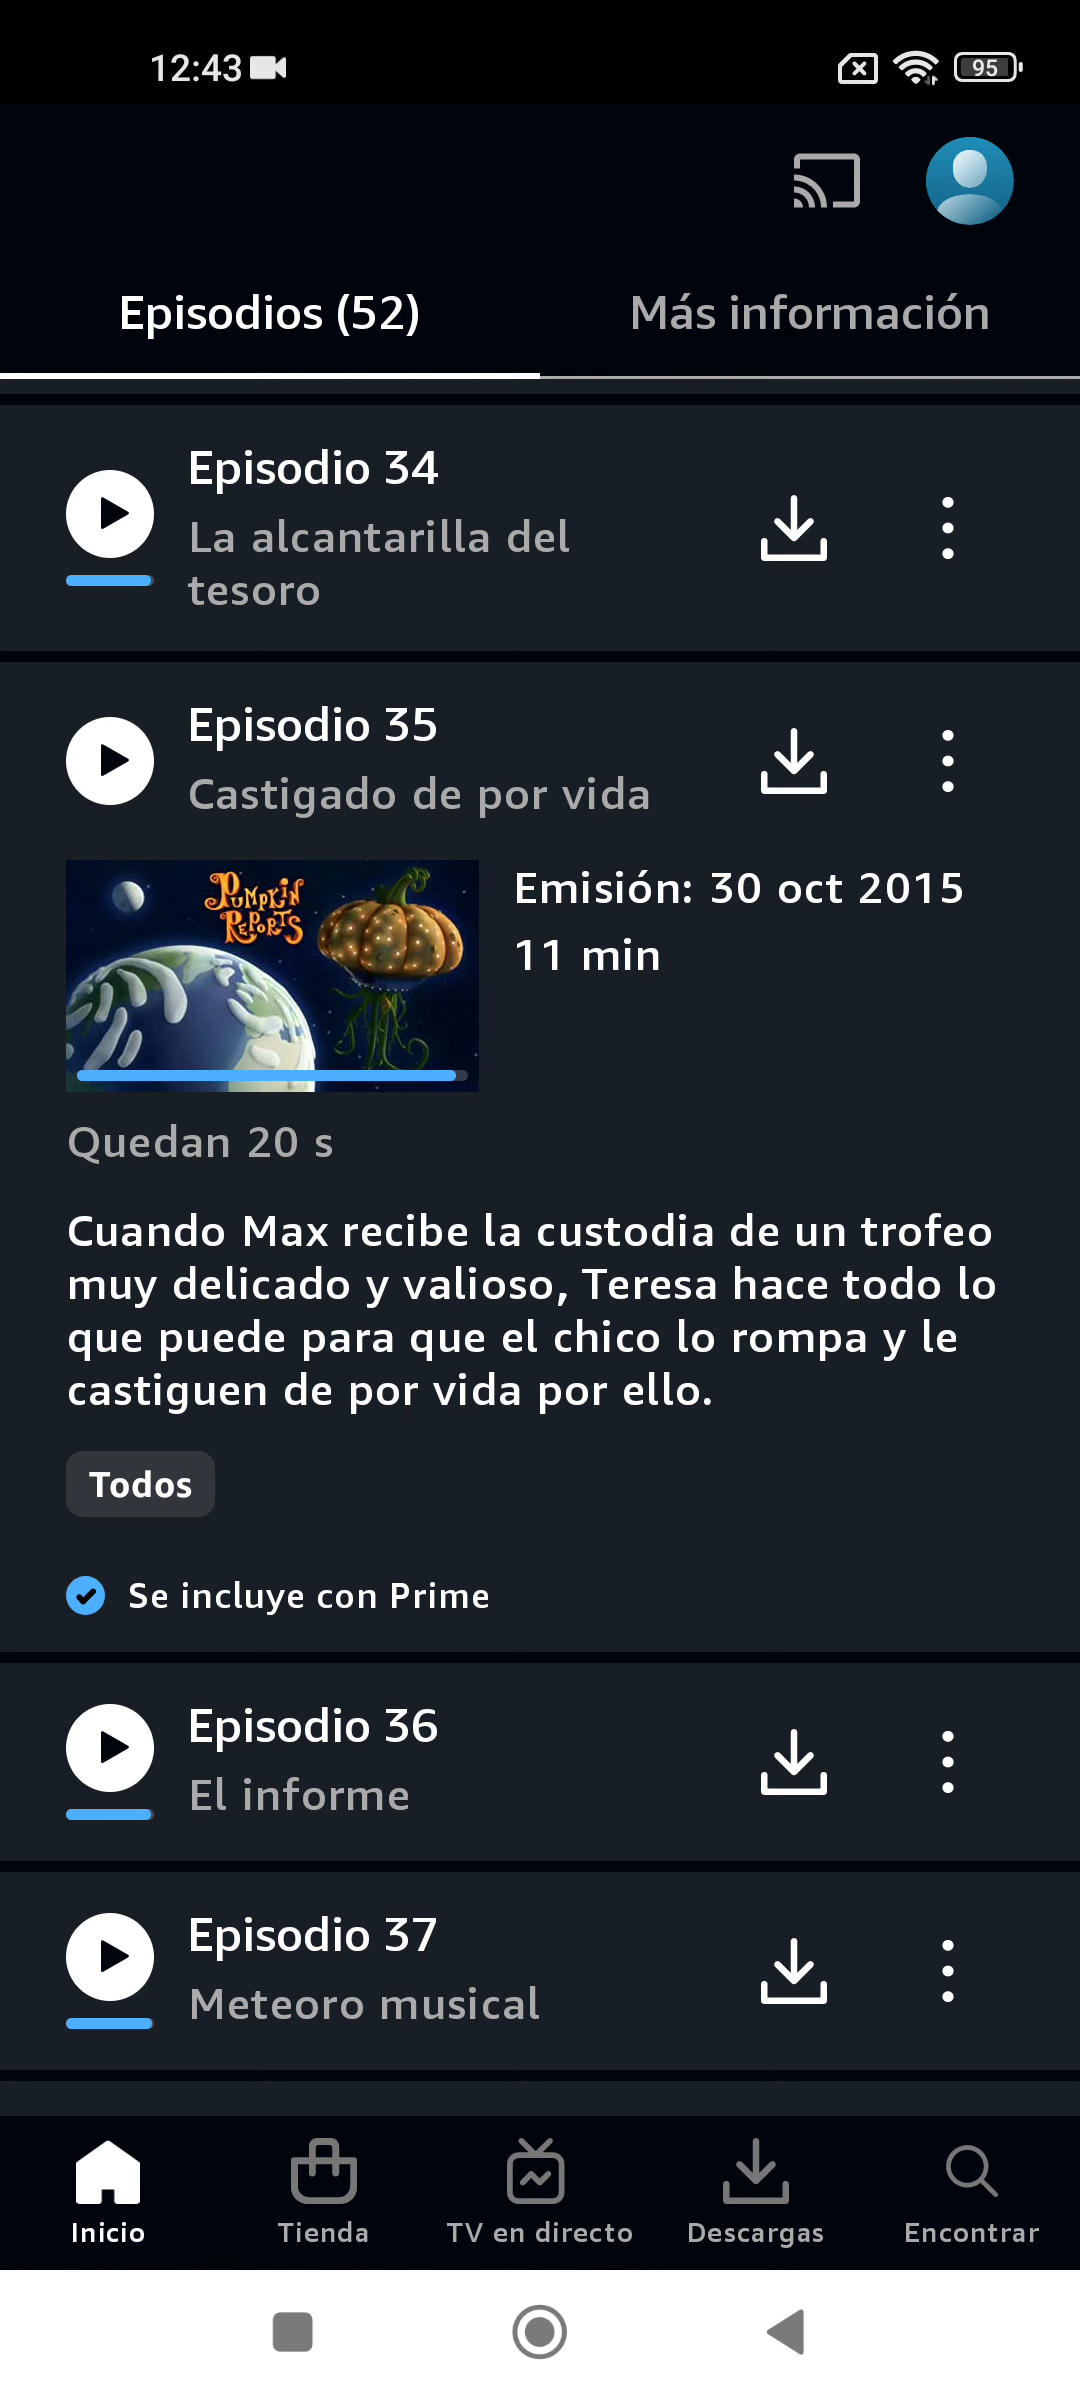 12:43
95
Episodios (52)
Más información
Episodio 34
La alcantarilla del
tesoro
Episodio 35
Castigado de por vida
PUMPKIN
REPORTS
Emisión: 30 oct 2015
11 min
Quedan 20 s
Cuando Max recibe la custodia de un trofeo
muy delicado y valioso, Teresa hace todo lo
que puede para que el chico lo rompa y le
castiguen de por vida por ello.
Todos
Se incluye con Prime
Episodio 36
El informe
Episodio 37
Meteoro musical
Inicio
Tienda
TV en directo
Descargas
Encontrar